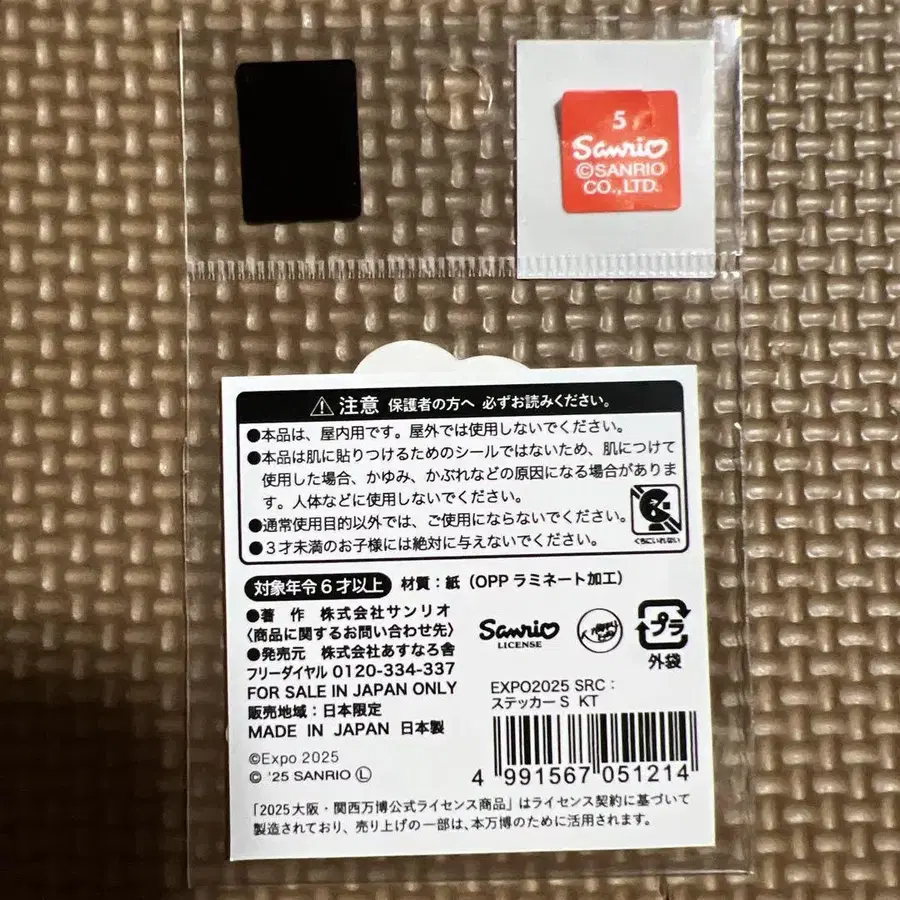 5
Sanrio
©SANRIO
CO.,LTD.
注意 保護者の方へ 必ずお読みください。
●本品は、屋内用です。屋外では使用しないでください。
●本品は肌に貼りつけるためのシールではないため、肌につけて
使用した場合、かゆみ、かぶれなどの原因になる場合がありま
す。人体などに使用しないでください。
●通常使用目的以外では、ご使用にならないでください。
●3才未満のお子様には絶対に与えないでください。
くちにいれない
対象年令6才以上 材質:紙(OPPラミネート加工)
●著 作 株式会社サンリオ
〈商品に関するお問い合わせ先〉
●発売元 株式会社あすなろ舎
フリーダイヤル 0120-334-337
FOR SALE IN JAPAN ONLY
販売地域:日本限定
MADE IN JAPAN 日本製
©Expo 2025
© '25 SANRIO Ⓛ
Sanrio
LICENSE
プラ
外袋
EXPO2025 SRC:
ステッカーS KT
4 991567 051214
「2025大阪・関西万博公式ライセンス商品」はライセンス契約に基づいて
製造されており、売り上げの一部は、本万博のために活用されます。